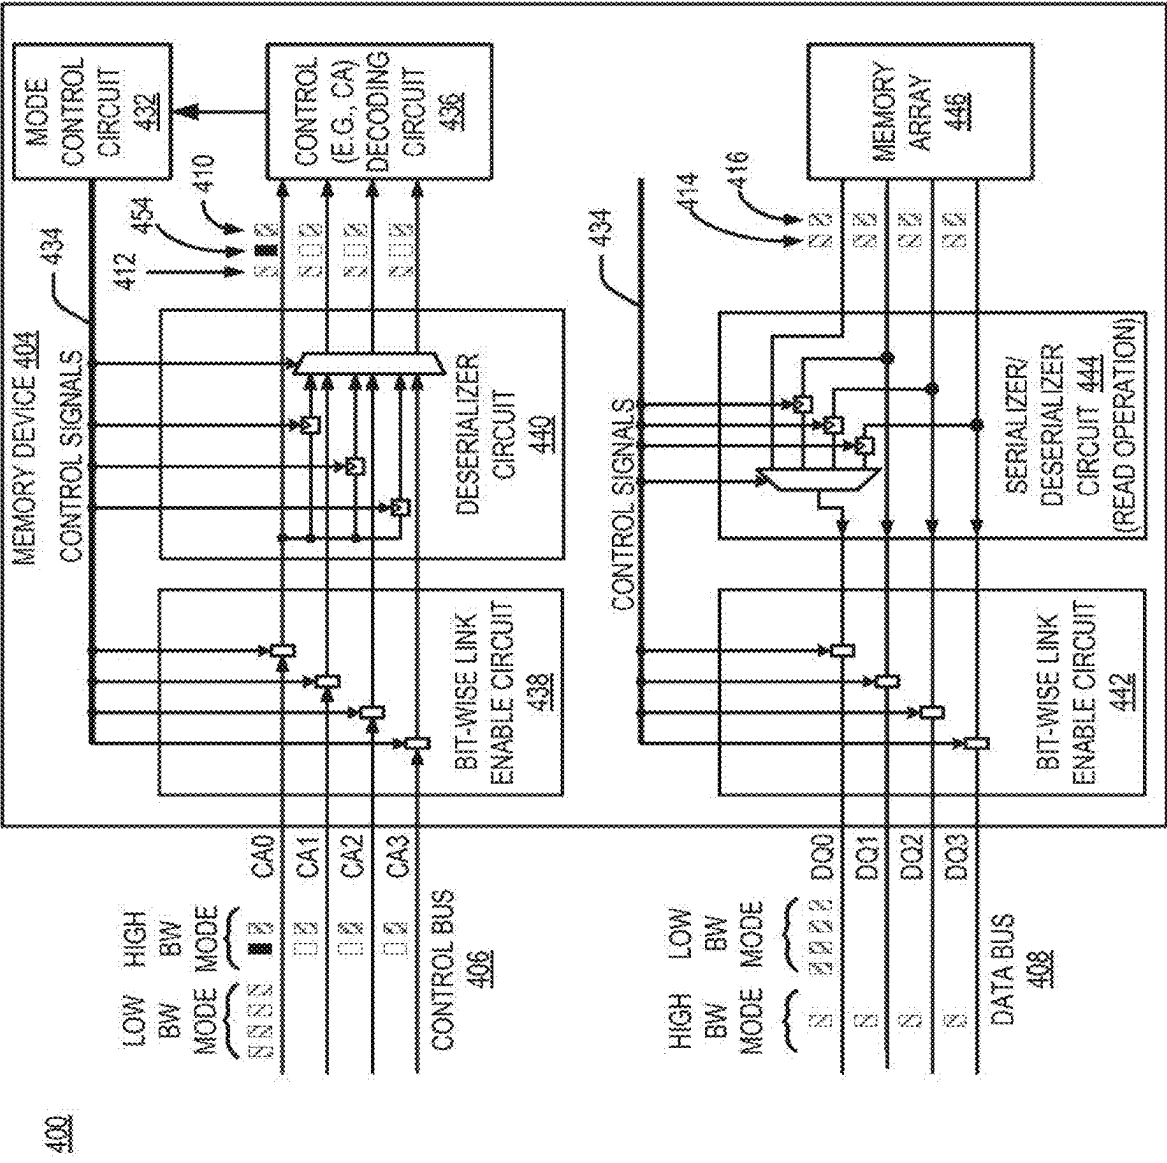 400
MEMORY DEVICE 404
CONTROL SIGNALS
434
MODE
CONTROL
CIRCUIT
432
LOW
BW
MODE
HIGH
BW
MODE
CA0
CA1
CA2
CA3
CONTROL BUS
406
BIT-WISE LINK
ENABLE CIRCUIT
438
DESERIALIZER
CIRCUIT
440
412
454
410
CONTROL
(E.G., CA)
DECODING
CIRCUIT
436
CONTROL SIGNALS
434
HIGH
BW
MODE
LOW
BW
MODE
DQ0
DQ1
DQ2
DQ3
DATA BUS
408
BIT-WISE LINK
ENABLE CIRCUIT
442
SERIALIZER/
DESERIALIZER
CIRCUIT 444
(READ OPERATION)
414
416
MEMORY
ARRAY
446